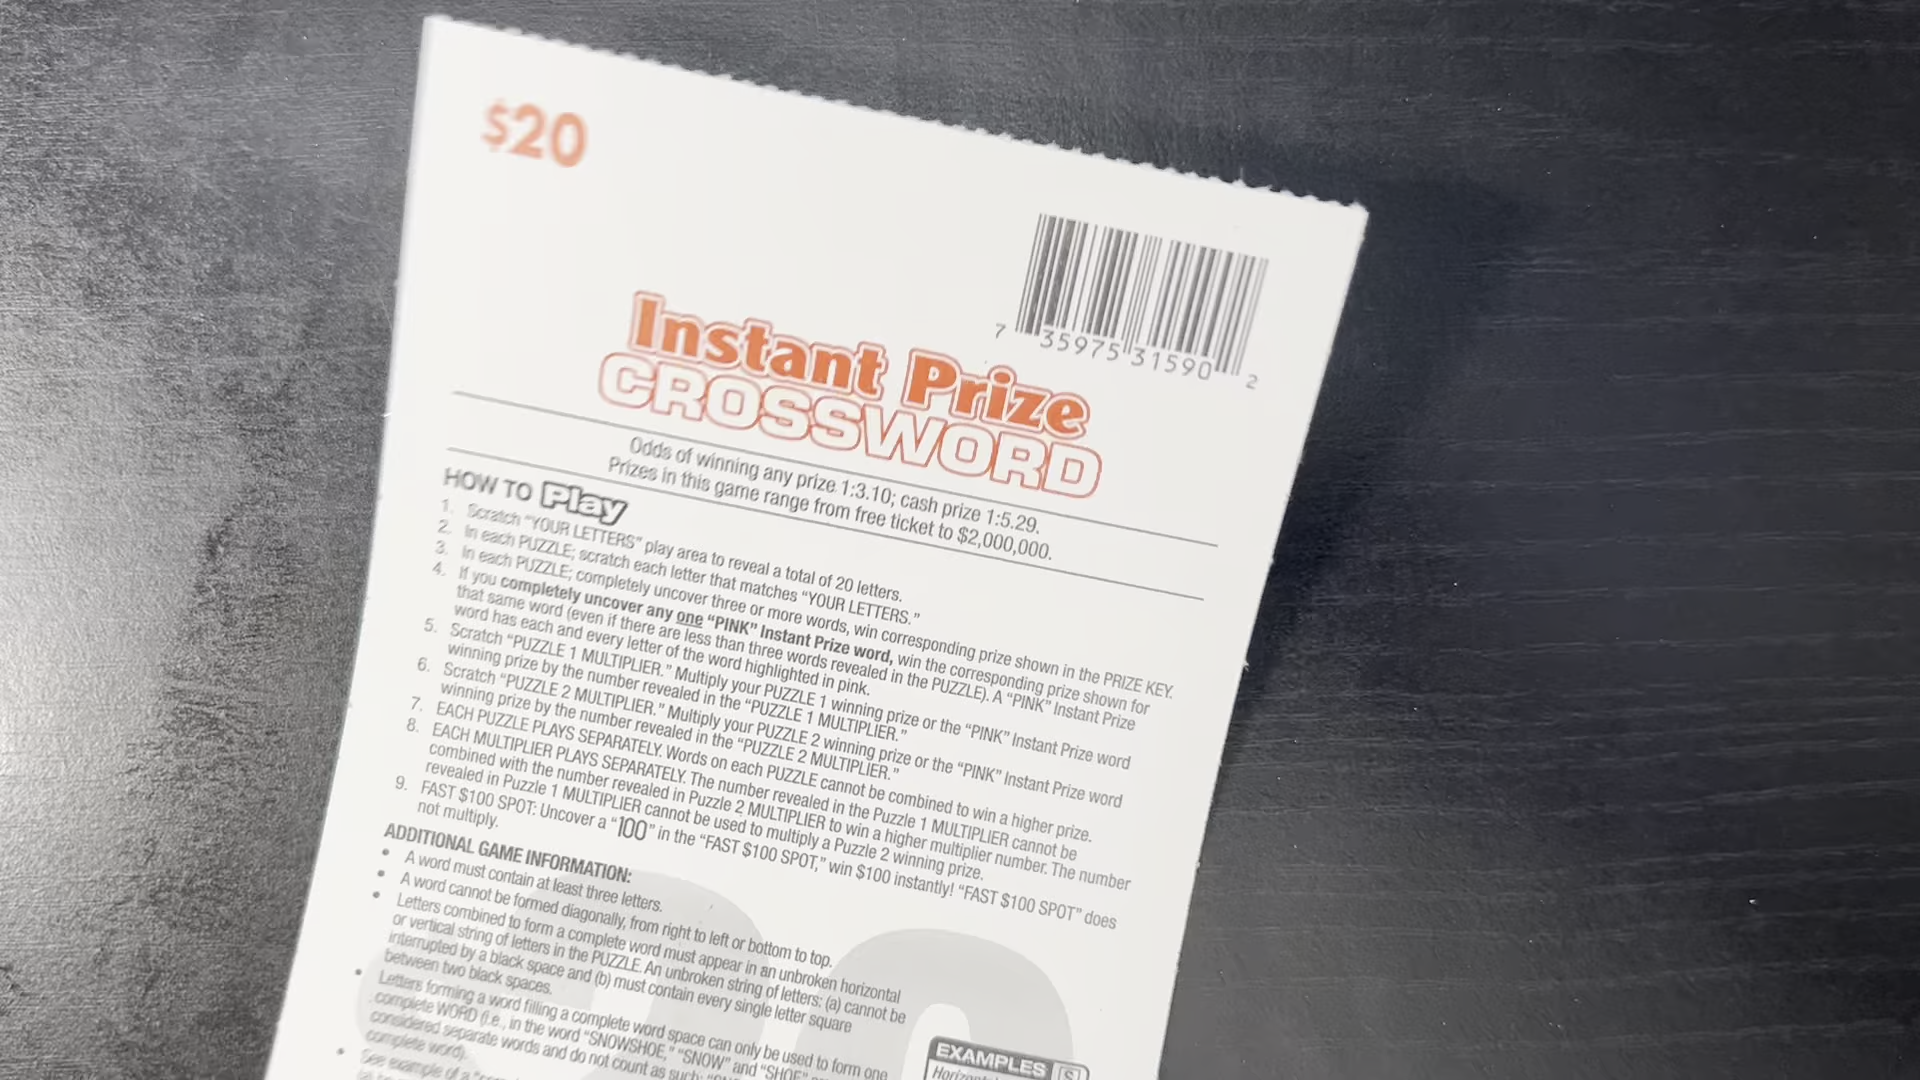 $20
7 35975 31590 2
Instant Prize
CROSSWORD
Odds of winning any prize 1:3.10; cash prize 1:5.29.
Prizes in this game range from free ticket to $2,000,000.
HOW TO Play
1. Scratch "YOUR LETTERS" play area to reveal a total of 20 letters.
2. In each PUZZLE; scratch each letter that matches "YOUR LETTERS."
3. In each PUZZLE; completely uncover three or more words, win corresponding prize shown in the PRIZE KEY.
4. If you completely uncover any one "PINK" Instant Prize word, win the corresponding prize shown for
that same word (even if there are less than three words revealed in the PUZZLE). A "PINK" Instant Prize
word has each and every letter of the word highlighted in pink.
5. Scratch "PUZZLE 1 MULTIPLIER." Multiply your PUZZLE 1 winning prize or the "PINK" Instant Prize word
winning prize by the number revealed in the "PUZZLE 1 MULTIPLIER."
6. Scratch "PUZZLE 2 MULTIPLIER." Multiply your PUZZLE 2 winning prize or the "PINK" Instant Prize word
winning prize by the number revealed in the "PUZZLE 2 MULTIPLIER."
7. EACH PUZZLE PLAYS SEPARATELY. Words on each PUZZLE cannot be combined to win a higher prize.
8. EACH MULTIPLIER PLAYS SEPARATELY. The number revealed in the Puzzle 1 MULTIPLIER cannot be
combined with the number revealed in Puzzle 2 MULTIPLIER to win a higher multiplier number. The number
revealed in Puzzle 1 MULTIPLIER cannot be used to multiply a Puzzle 2 winning prize.
9. FAST $100 SPOT: Uncover a "100" in the "FAST $100 SPOT," win $100 instantly! "FAST $100 SPOT" does
not multiply.
ADDITIONAL GAME INFORMATION:
• A word must contain at least three letters.
• A word cannot be formed diagonally, from right to left or bottom to top.
• Letters combined to form a complete word must appear in an unbroken horizontal
or vertical string of letters in the PUZZLE. An unbroken string of letters: (a) cannot be
interrupted by a black space and (b) must contain every single letter square
between two black spaces.
• Letters forming a word filling a complete word space can only be used to form one
complete WORD (i.e., in the word "SNOWSHOE," "SNOW" and "SHOE"
considered separate words and do not count as such;
complete word).
• See example of a
EXAMPLES